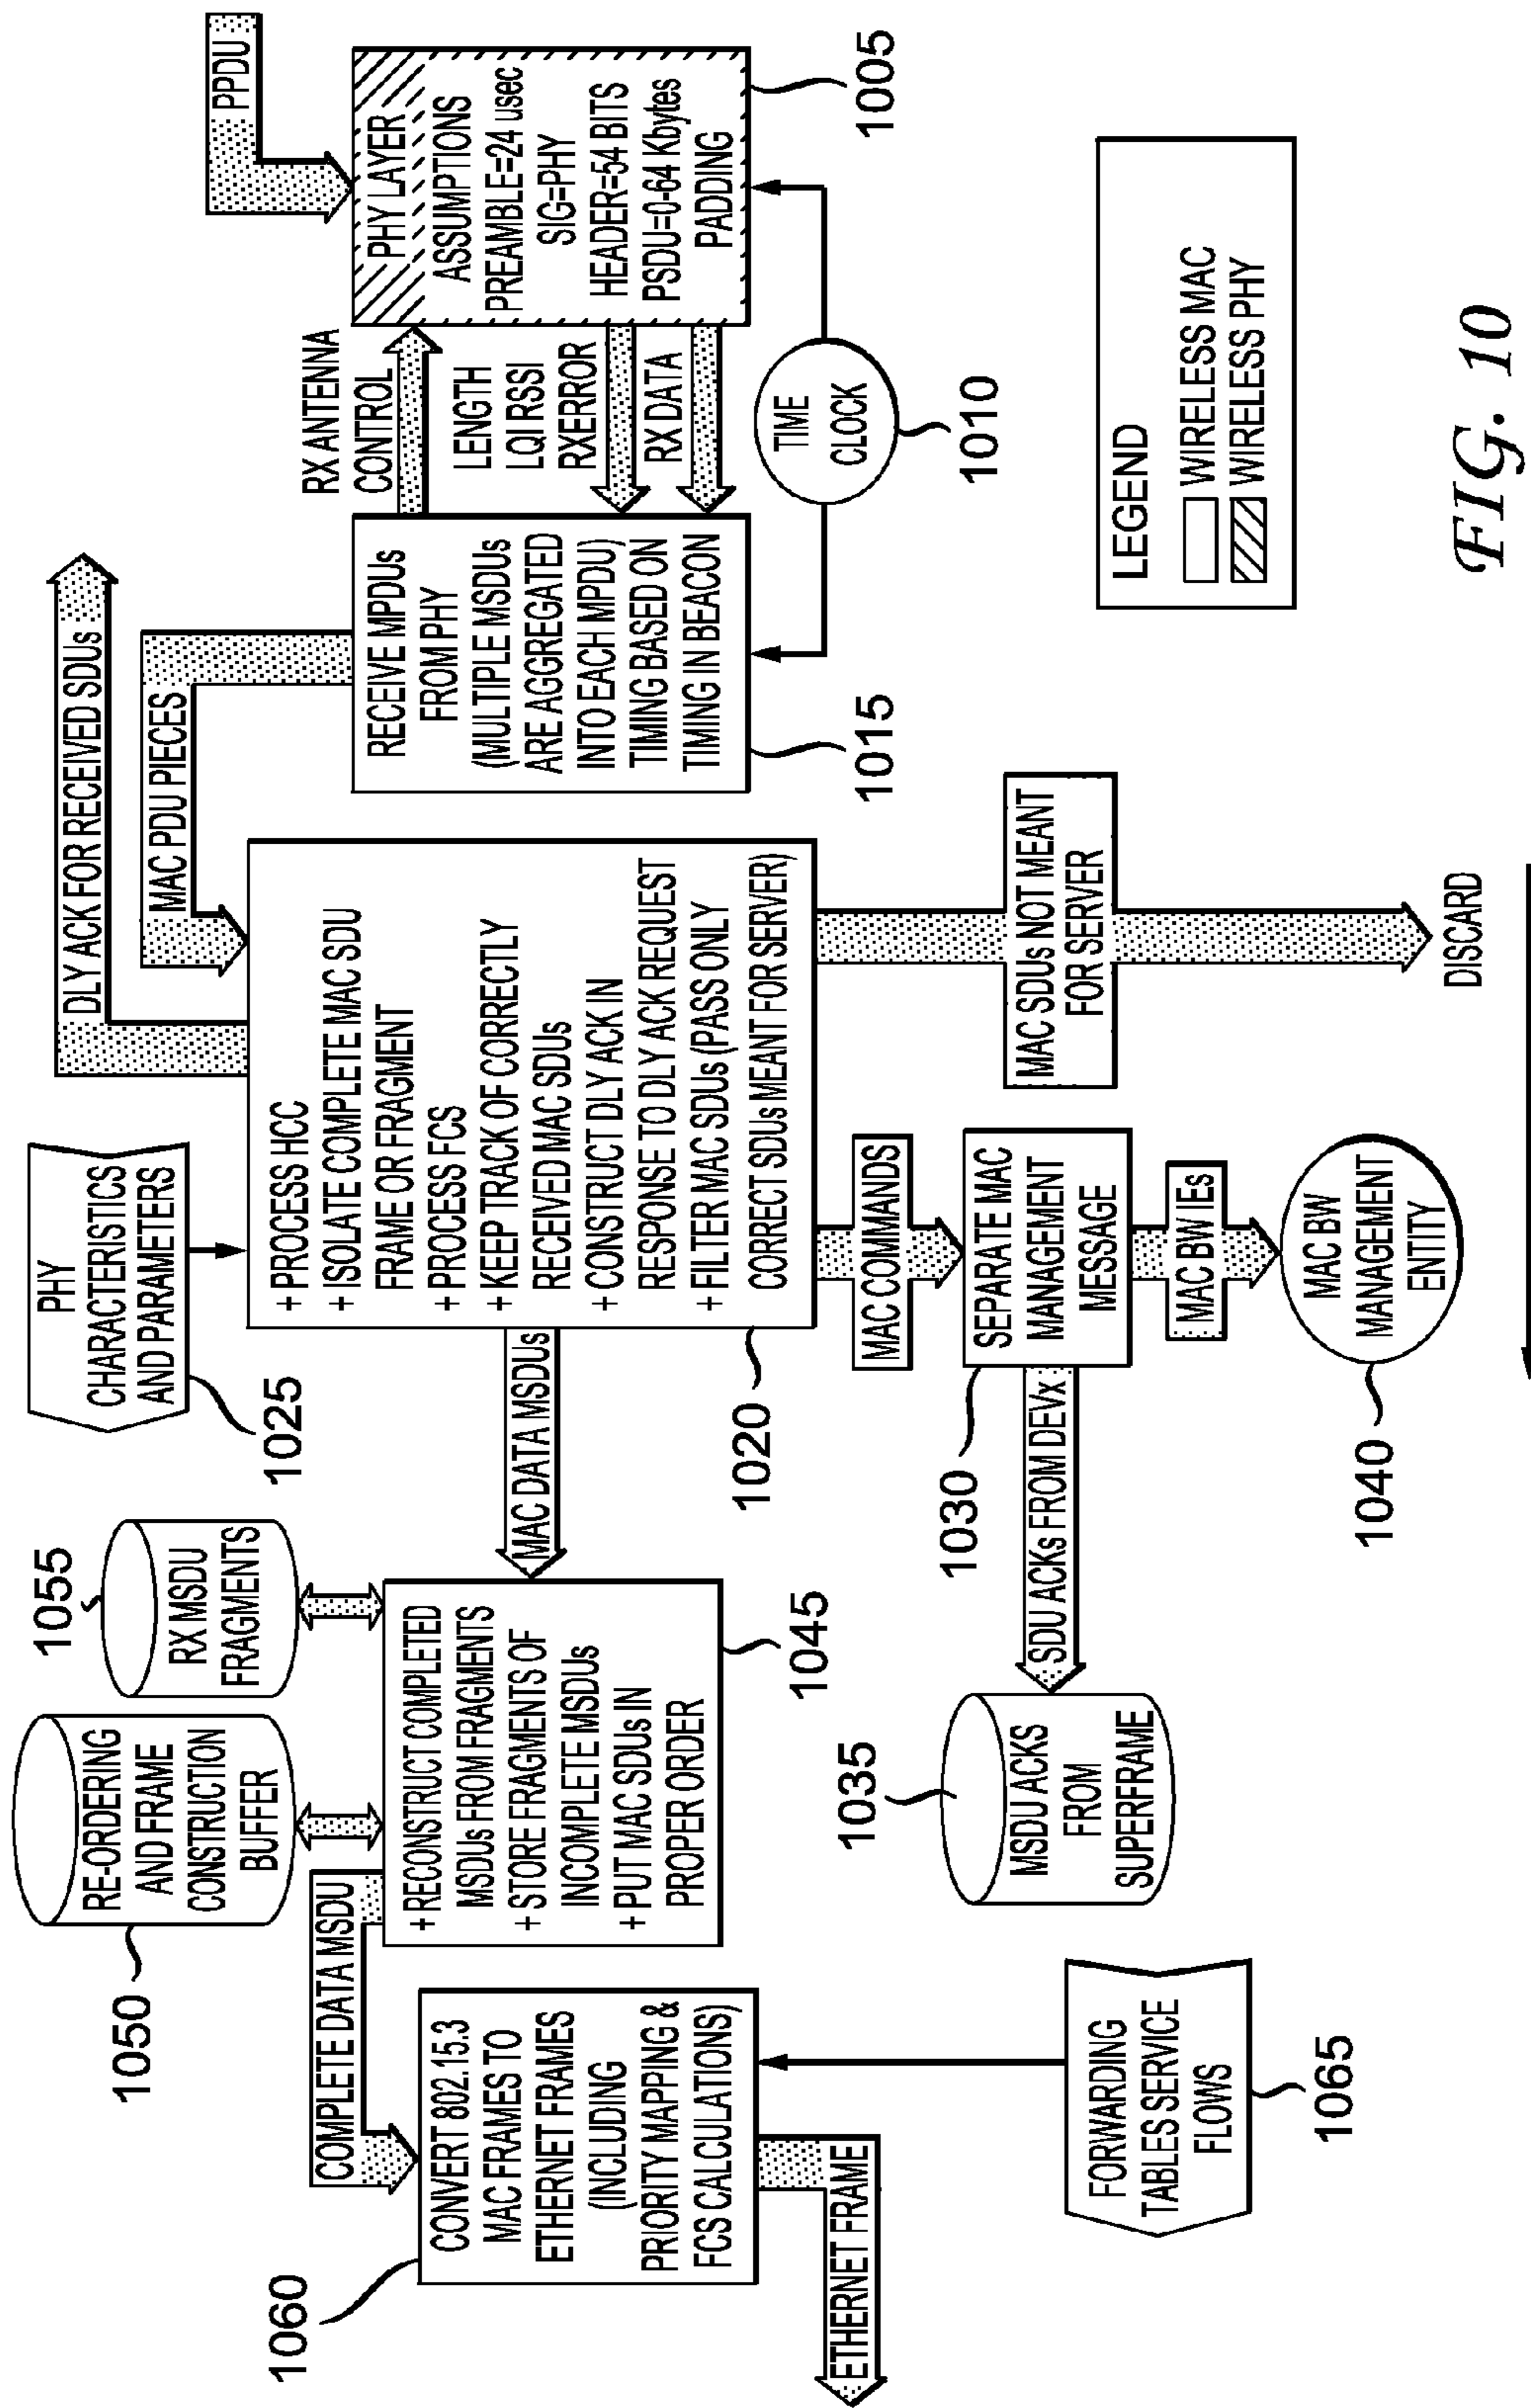 PPDU
PHY LAYER
ASSUMPTIONS
PREAMBLE=24 usec
SIG=PHY
HEADER=54 BITS
PSDU=0-64 Kbytes
PADDING
1005
RX ANTENNA
CONTROL
LENGTH
LQI RSSI
RXERROR
RX DATA
TIME
CLOCK
1010
RECEIVE MPDUs
FROM PHY
(MULTIPLE MSDUs
ARE AGGREGATED
INTO EACH MPDU)
TIMING BASED ON
TIMING IN BEACON
1015
DLY ACK FOR RECEIVED SDUs
MAC PDU PIECES
PHY
CHARACTERISTICS
AND PARAMETERS
1025
+ PROCESS HCC
+ ISOLATE COMPLETE MAC SDU
FRAME OR FRAGMENT
+ PROCESS FCS
+ KEEP TRACK OF CORRECTLY
RECEIVED MAC SDUs
+ CONSTRUCT DLY ACK IN
RESPONSE TO DLY ACK REQUEST
+ FILTER MAC SDUs (PASS ONLY
CORRECT SDUs MEANT FOR SERVER)
1020
MAC SDUs NOT MEANT
FOR SERVER
DISCARD
MAC COMMANDS
SEPARATE MAC
MANAGEMENT
MESSAGE
1030
MAC BW IEs
MAC BW
MANAGEMENT
ENTITY
1040
SDU ACKs FROM DEVx
MSDU ACKS
FROM
SUPERFRAME
1035
MAC DATA MSDUs
RX MSDU
FRAGMENTS
1055
RE-ORDERING
AND FRAME
CONSTRUCTION
BUFFER
1050
+ RECONSTRUCT COMPLETED
MSDUs FROM FRAGMENTS
+ STORE FRAGMENTS OF
INCOMPLETE MSDUs
+ PUT MAC SDUs IN
PROPER ORDER
1045
COMPLETE DATA MSDU
CONVERT 802.15.3
MAC FRAMES TO
ETHERNET FRAMES
(INCLUDING
PRIORITY MAPPING &
FCS CALCULATIONS)
1060
ETHERNET FRAME
FORWARDING
TABLES SERVICE
FLOWS
1065
LEGEND
WIRELESS MAC
WIRELESS PHY
FIG. 10